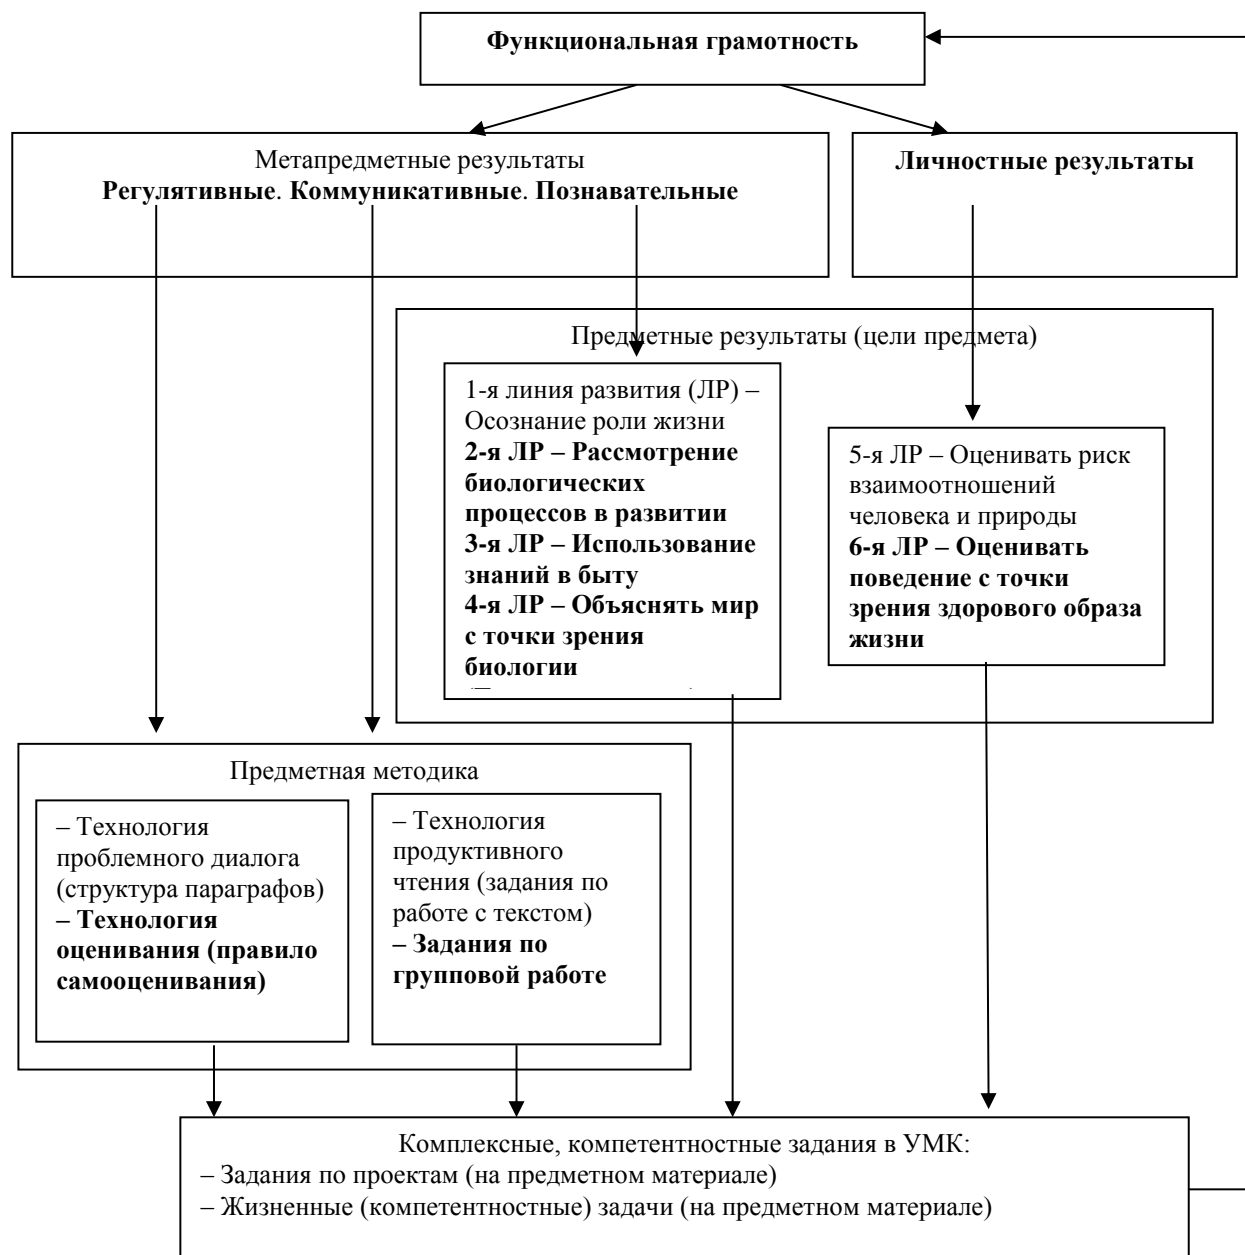 Функциональная грамотность
Метапредметные результаты
Регулятивные. Коммуникативные. Познавательные
Личностные результаты
Предметные результаты (цели предмета)
1-я линия развития (ЛР) –
Осознание роли жизни
2-я ЛР – Рассмотрение
биологических
процессов в развитии
3-я ЛР – Использование
знаний в быту
4-я ЛР – Объяснять мир
с точки зрения
биологии
5-я ЛР – Оценивать риск
взаимоотношений
человека и природы
6-я ЛР – Оценивать
поведение с точки
зрения здорового образа
жизни
Предметная методика
– Технология
проблемного диалога
(структура параграфов)
– Технология
оценивания (правило
самооценивания)
– Технология
продуктивного
чтения (задания по
работе с текстом)
– Задания по
групповой работе
Комплексные, компетентностные задания в УМК:
– Задания по проектам (на предметном материале)
– Жизненные (компетентностные) задачи (на предметном материале)